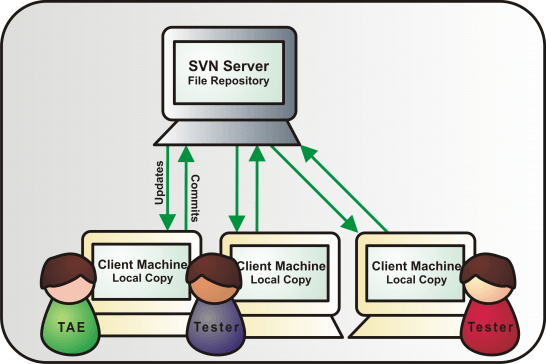 SVN Server
File Repository
Updates
Commits
Client Machine
Local Copy
Client Machine
Local Copy
Client Machine
Local Copy
TAE
Tester
Tester